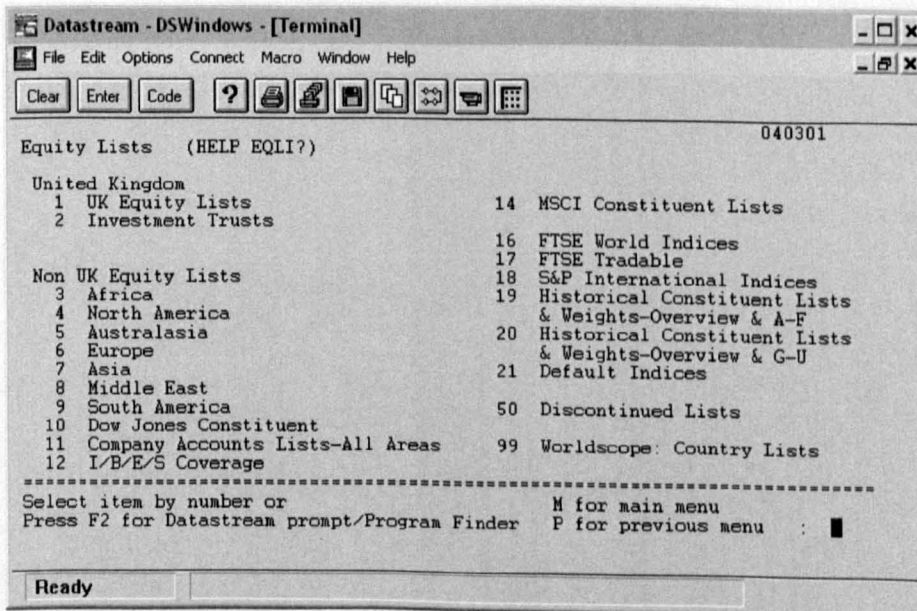 Datastream - DSWindows - [Terminal]
File Edit Options Connect Macro Window Help
Clear Enter Code ?
040301
Equity Lists (HELP EQLI?)
United Kingdom
1 UK Equity Lists
2 Investment Trusts
Non UK Equity Lists
3 Africa
4 North America
5 Australasia
6 Europe
7 Asia
8 Middle East
9 South America
10 Dow Jones Constituent
11 Company Accounts Lists-All Areas
12 I/B/E/S Coverage
14 MSCI Constituent Lists
16 FTSE World Indices
17 FTSE Tradable
18 S&P International Indices
19 Historical Constituent Lists
& Weights-Overview & A-F
20 Historical Constituent Lists
& Weights-Overview & G-U
21 Default Indices
50 Discontinued Lists
99 Worldscope: Country Lists
Select item by number or
Press F2 for Datastream prompt/Program Finder
M for main menu
P for previous menu :
Ready